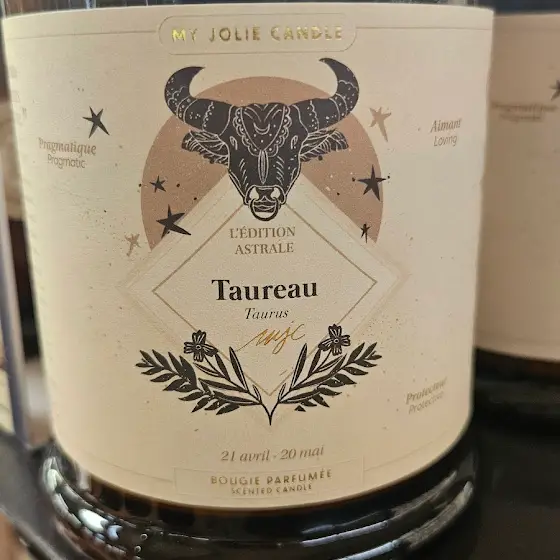 MY JOLIE CANDLE
Pragmatique
Pragmatic
Aimant
Loving
L'ÉDITION
ASTRALE
Taureau
Taurus
mjc
Protecteur
Protective
21 avril - 20 mai
BOUGIE PARFUMÉE
SCENTED CANDLE